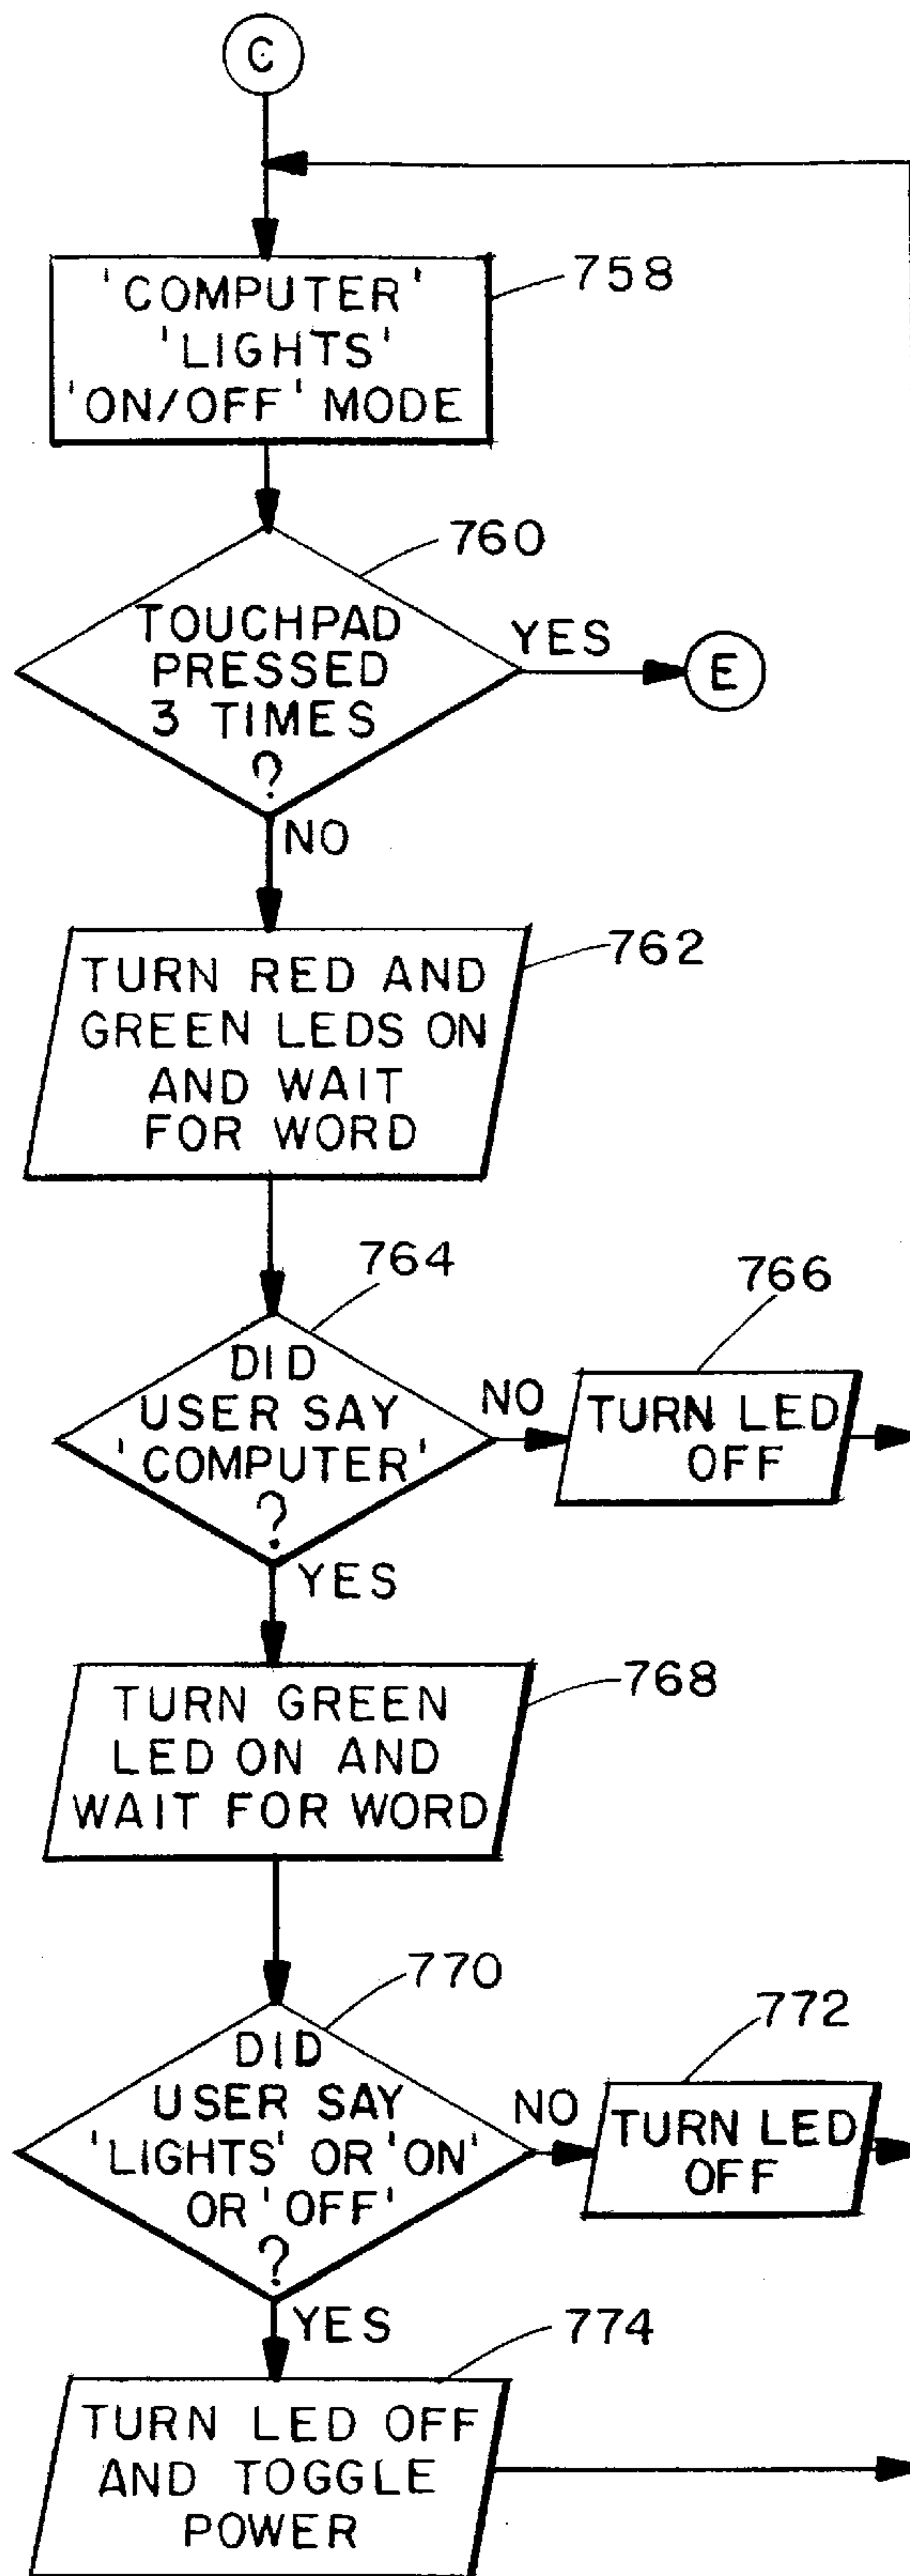 C
'COMPUTER'
'LIGHTS'
'ON/OFF' MODE
758
TOUCHPAD
PRESSED
3 TIMES
?
760
YES
E
NO
TURN RED AND
GREEN LEDS ON
AND WAIT
FOR WORD
762
DID
USER SAY
'COMPUTER'
?
764
NO
TURN LED
OFF
766
YES
TURN GREEN
LED ON AND
WAIT FOR WORD
768
DID
USER SAY
'LIGHTS' OR 'ON'
OR 'OFF'
?
770
NO
TURN LED
OFF
772
YES
TURN LED OFF
AND TOGGLE
POWER
774